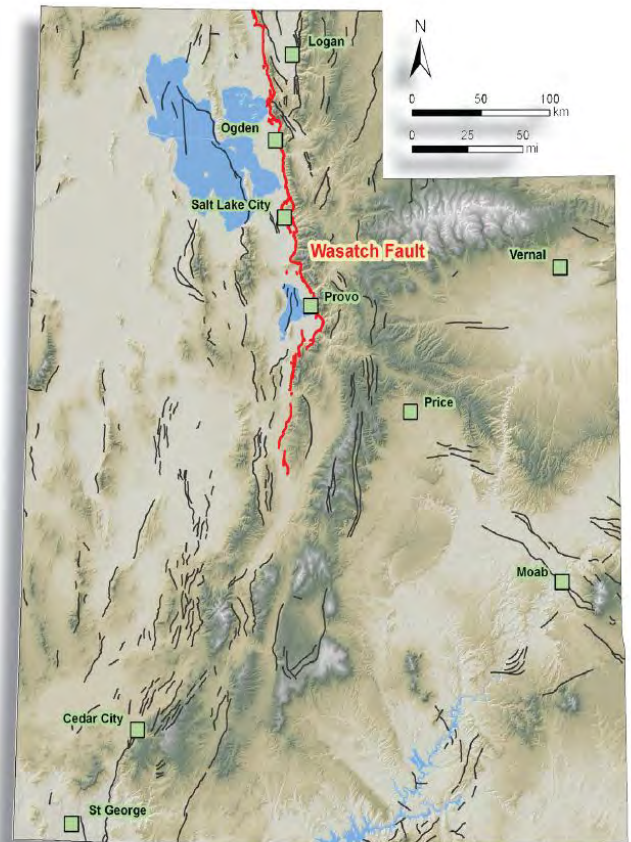 Logan
N
0 50 100
km
0 25 50
mi
Ogden
Salt Lake City
Wasatch Fault
Vernal
Provo
Price
Moab
Cedar City
St George